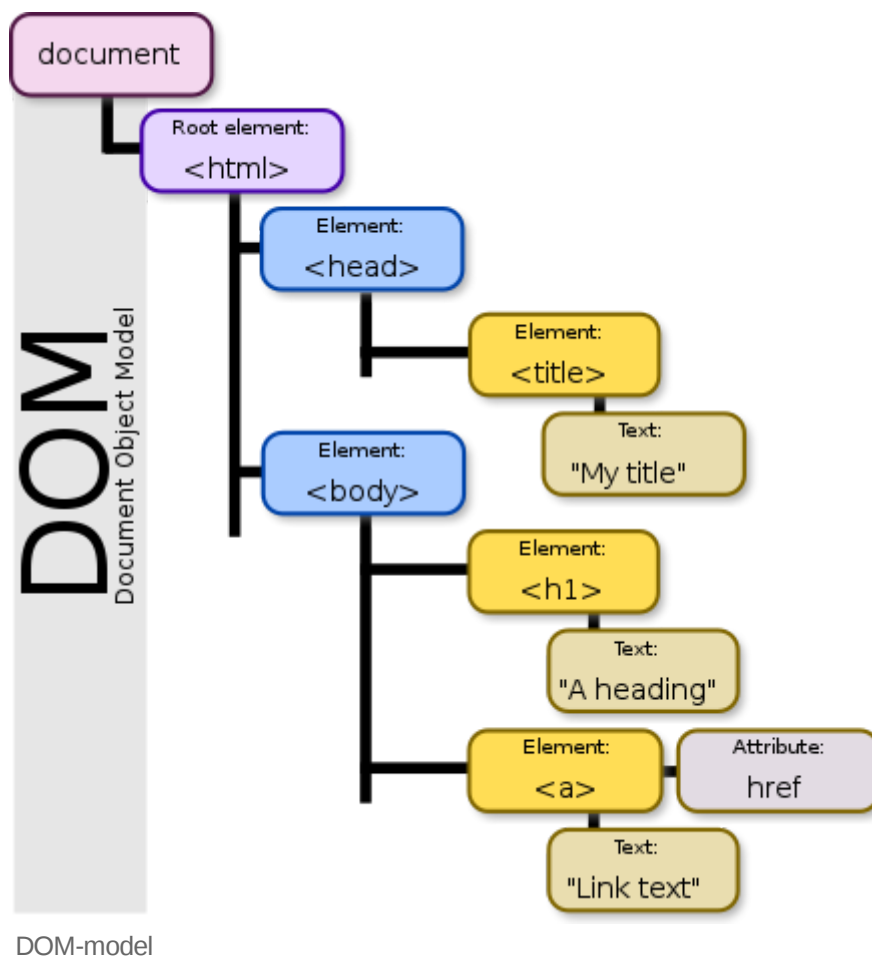 document
Root element:
<html>
Element:
<head>
Element:
<title>
Text:
"My title"
DOM
Document Object Model
Element:
<body>
Element:
<h1>
Text:
"A heading"
Element:
<a>
Attribute:
href
Text:
"Link text"
DOM-model